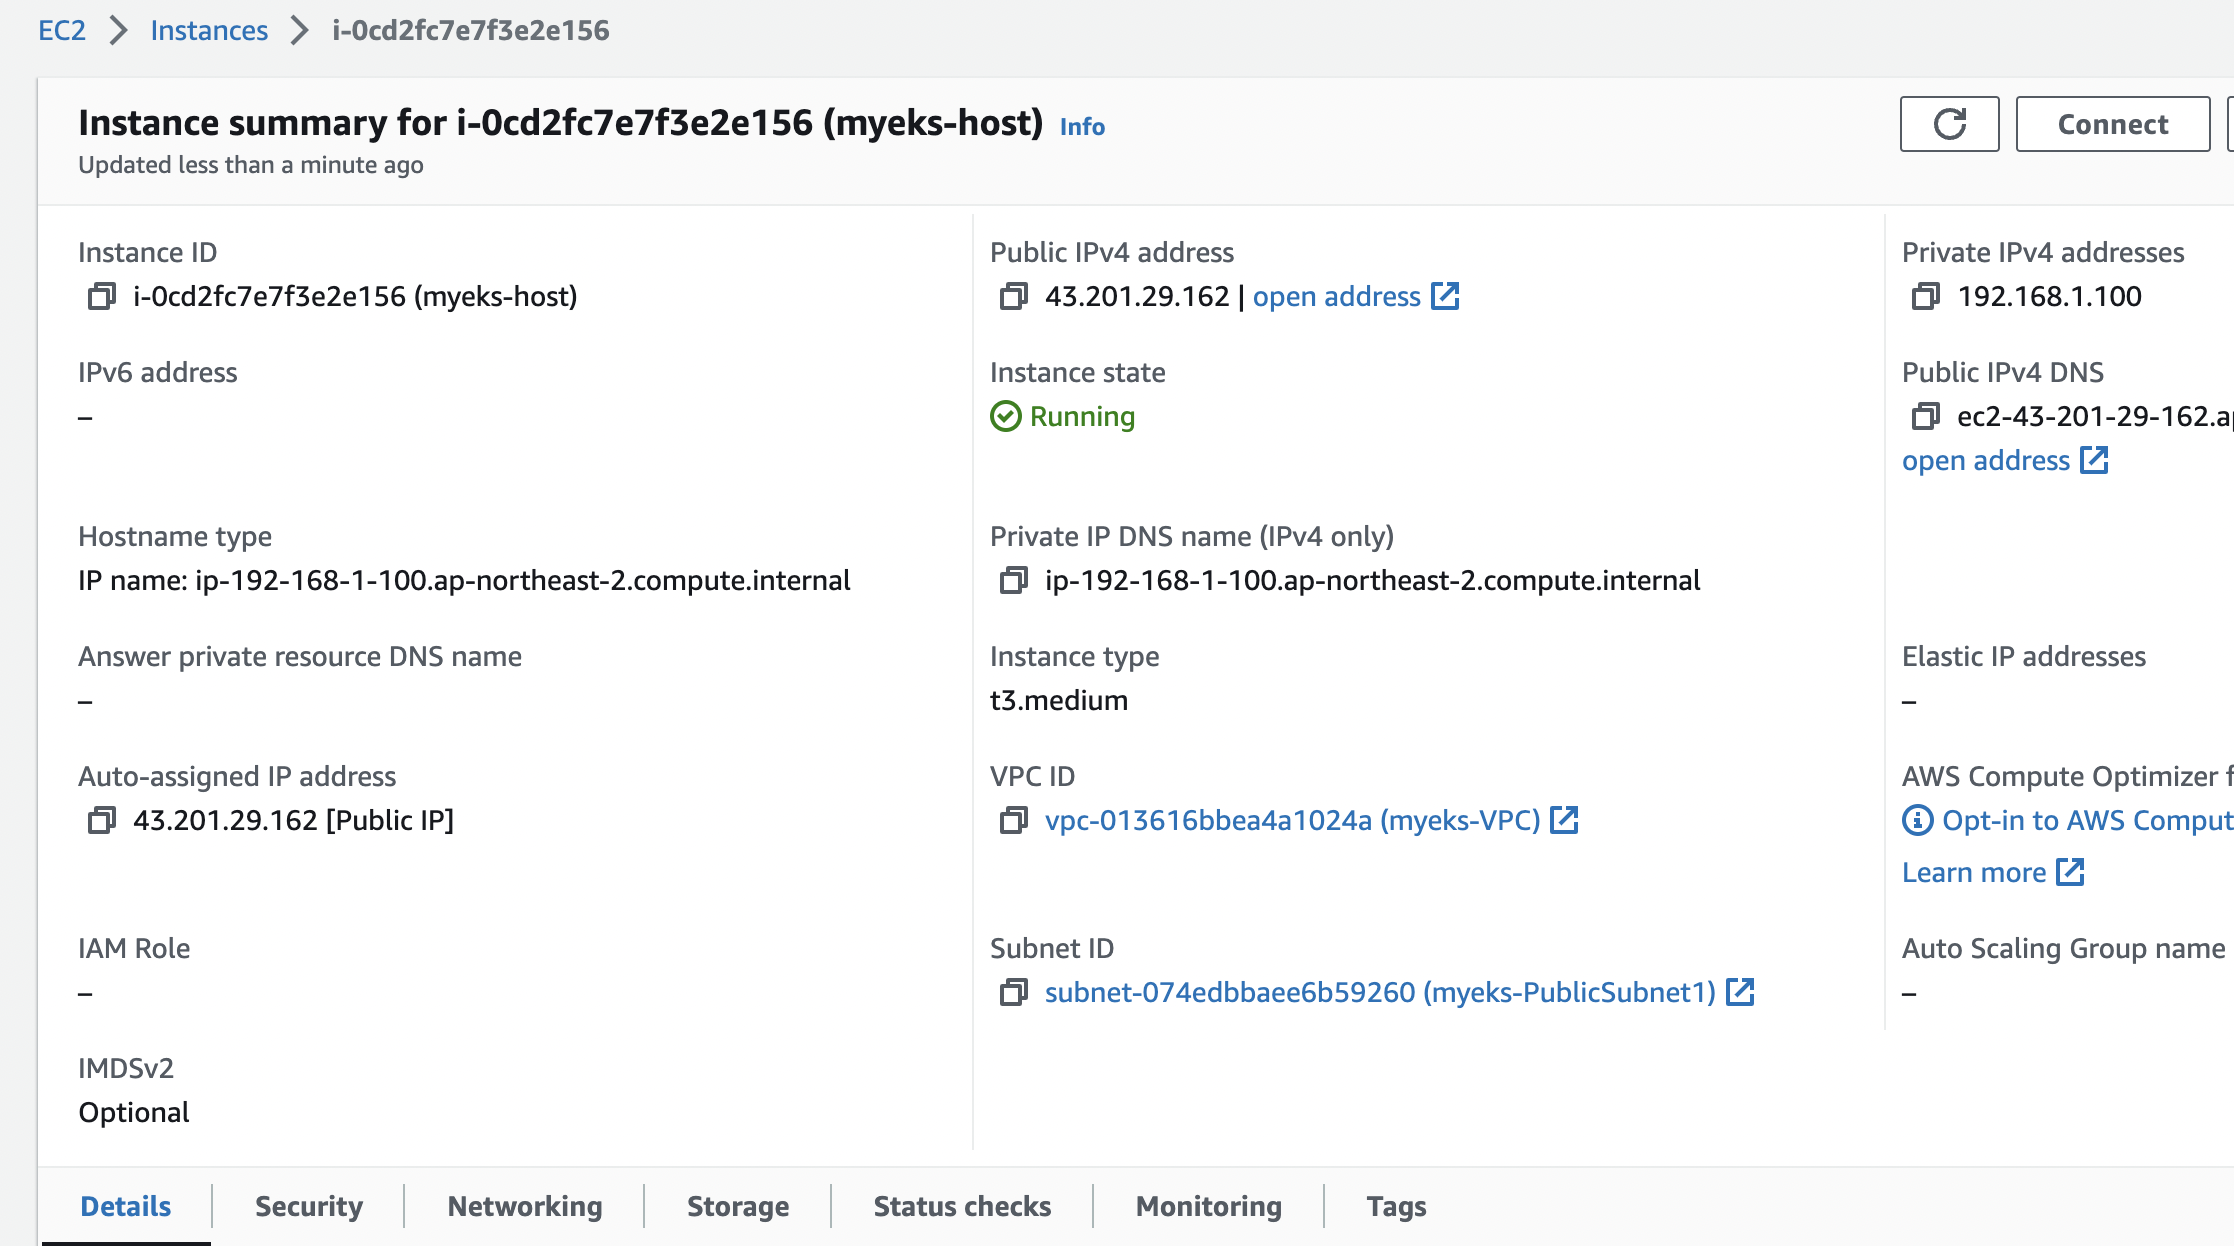 EC2 > Instances > i-0cd2fc7e7f3e2e156
Instance summary for i-0cd2fc7e7f3e2e156 (myeks-host) Info
Updated less than a minute ago
Connect
Instance ID
i-0cd2fc7e7f3e2e156 (myeks-host)
Public IPv4 address
43.201.29.162 | open address
Private IPv4 addresses
192.168.1.100
IPv6 address
–
Instance state
Running
Public IPv4 DNS
ec2-43-201-29-162.ap
open address
Hostname type
IP name: ip-192-168-1-100.ap-northeast-2.compute.internal
Private IP DNS name (IPv4 only)
ip-192-168-1-100.ap-northeast-2.compute.internal
Answer private resource DNS name
–
Instance type
t3.medium
Elastic IP addresses
–
Auto-assigned IP address
43.201.29.162 [Public IP]
VPC ID
vpc-013616bbea4a1024a (myeks-VPC)
AWS Compute Optimizer f
Opt-in to AWS Comput
Learn more
IAM Role
–
Subnet ID
subnet-074edbbaee6b59260 (myeks-PublicSubnet1)
Auto Scaling Group name
–
IMDSv2
Optional
Details
Security
Networking
Storage
Status checks
Monitoring
Tags